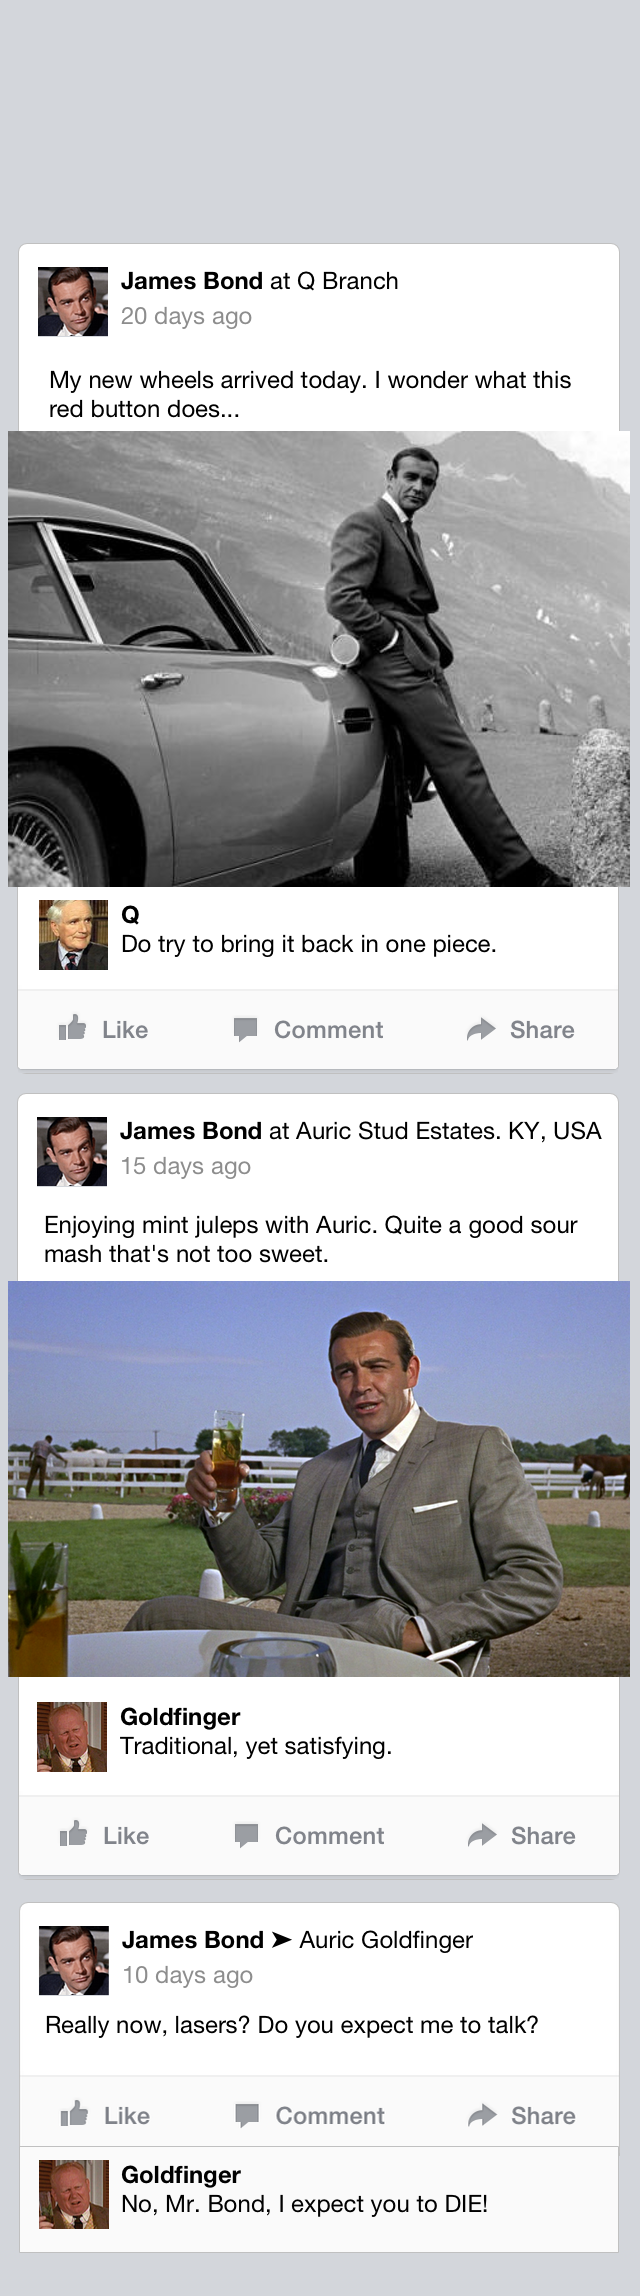 James Bond at Q Branch
20 days ago
My new wheels arrived today. I wonder what this
red button does...
Q
Do try to bring it back in one piece.
Like Comment Share
James Bond at Auric Stud Estates. KY, USA
15 days ago
Enjoying mint juleps with Auric. Quite a good sour
mash that's not too sweet.
Goldfinger
Traditional, yet satisfying.
Like Comment Share
James Bond ➤ Auric Goldfinger
10 days ago
Really now, lasers? Do you expect me to talk?
Like Comment Share
Goldfinger
No, Mr. Bond, I expect you to DIE!